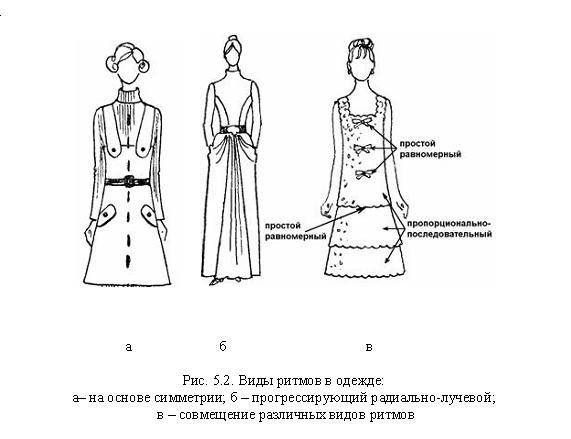 простой
равномерный
простой
равномерный
пропорционально-
последовательный
а б в
Рис. 5.2. Виды ритмов в одежде:
а– на основе симметрии; б – прогрессирующий радиально-лучевой;
в – совмещение различных видов ритмов